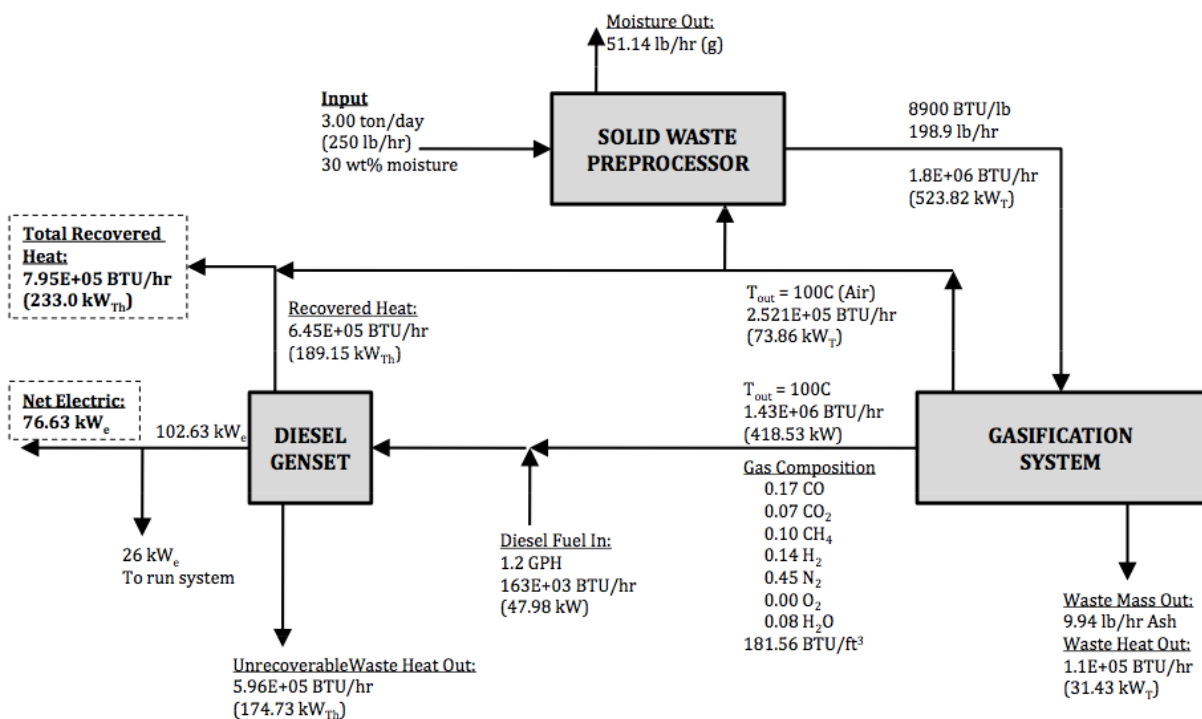 Moisture Out:
51.14 lb/hr (g)
Input
3.00 ton/day
(250 lb/hr)
30 wt% moisture
SOLID WASTE
PREPROCESSOR
8900 BTU/lb
198.9 lb/hr
1.8E+06 BTU/hr
(523.82 kWT)
Total Recovered
Heat:
7.95E+05 BTU/hr
(233.0 kWTh)
Recovered Heat:
6.45E+05 BTU/hr
(189.15 kWTh)
Tout = 100C (Air)
2.521E+05 BTU/hr
(73.86 kWT)
Net Electric:
76.63 kWe
102.63 kWe
DIESEL
GENSET
Tout = 100C
1.43E+06 BTU/hr
(418.53 kW)
GASIFICATION
SYSTEM
Gas Composition
0.17 CO
0.07 CO2
0.10 CH4
0.14 H2
0.45 N2
0.00 O2
0.08 H2O
181.56 BTU/ft3
26 kWe
To run system
Diesel Fuel In:
1.2 GPH
163E+03 BTU/hr
(47.98 kW)
UnrecoverableWaste Heat Out:
5.96E+05 BTU/hr
(174.73 kWTh)
Waste Mass Out:
9.94 lb/hr Ash
Waste Heat Out:
1.1E+05 BTU/hr
(31.43 kWT)